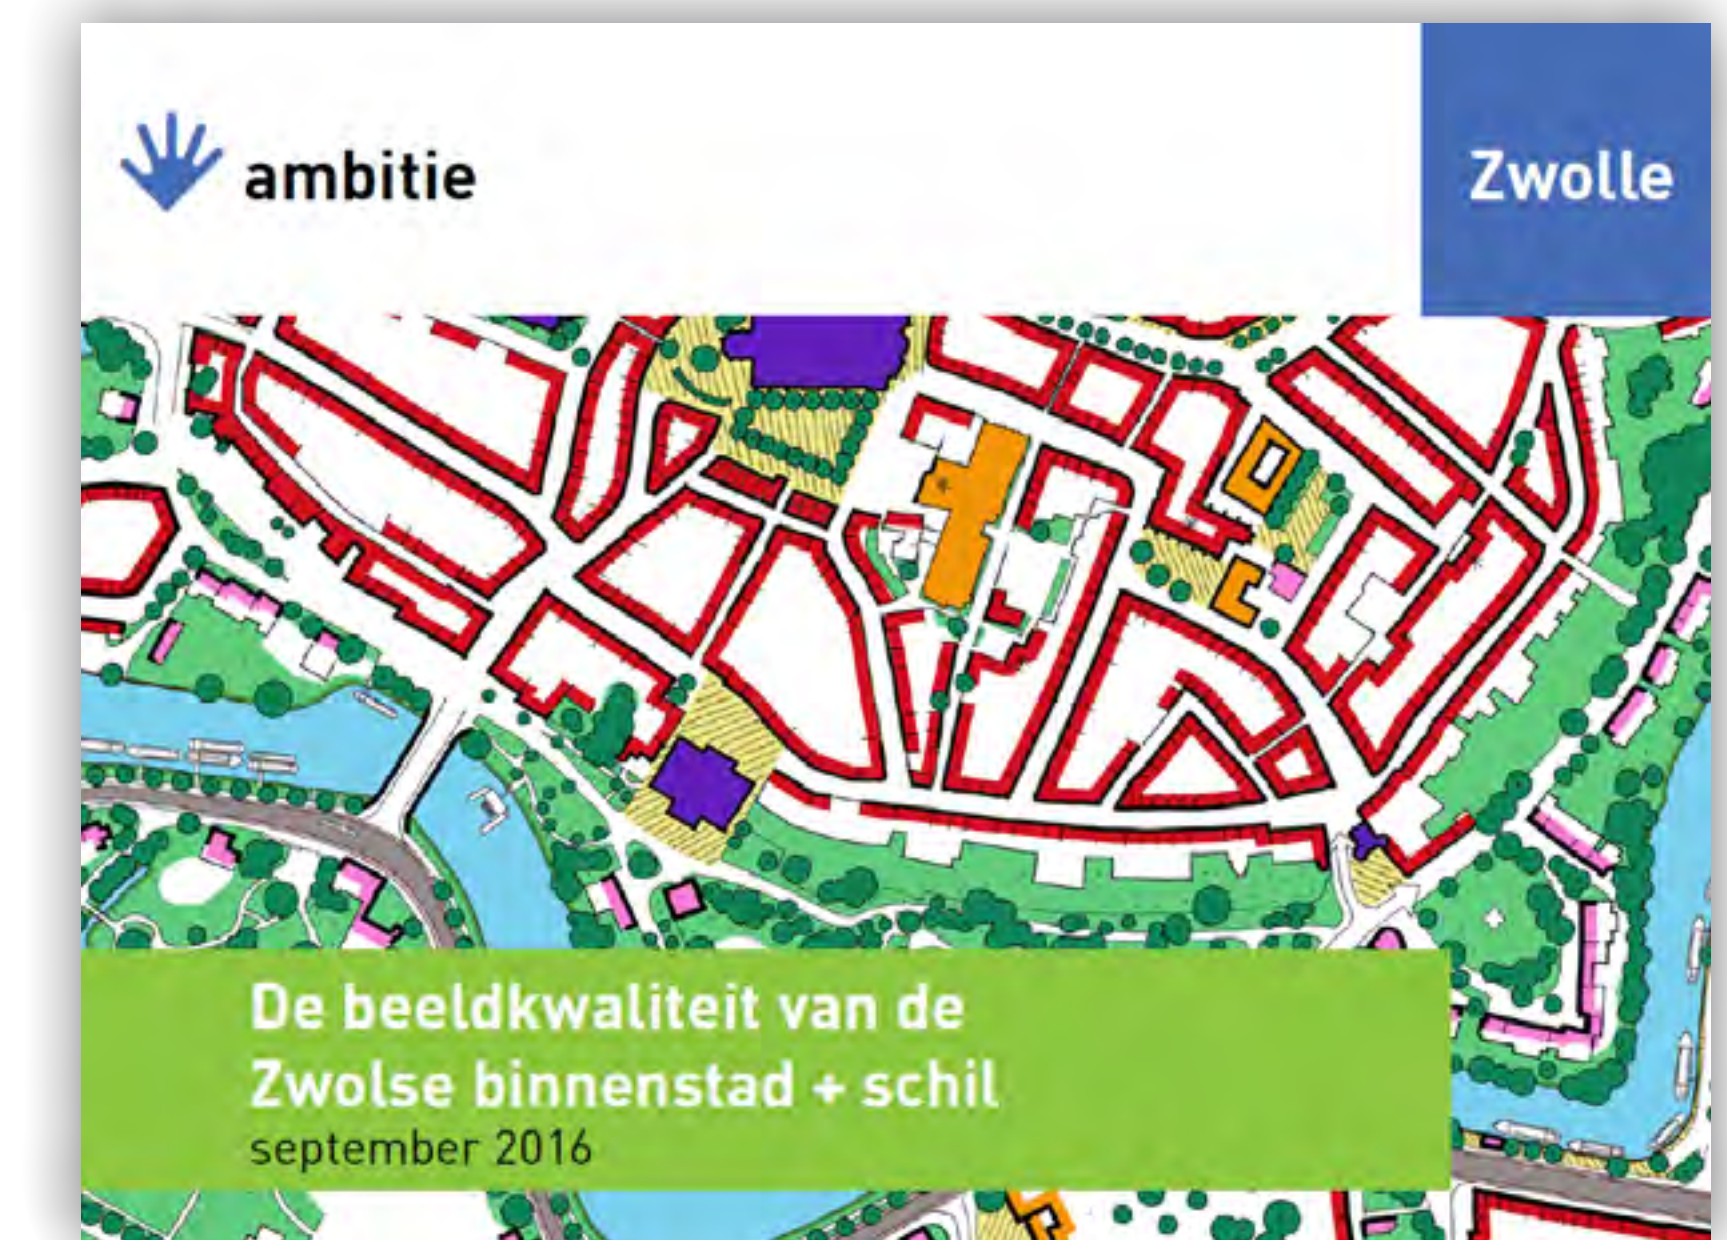 ambitie
Zwolle
De beeldkwaliteit van de
Zwolse binnenstad + schil
september 2016